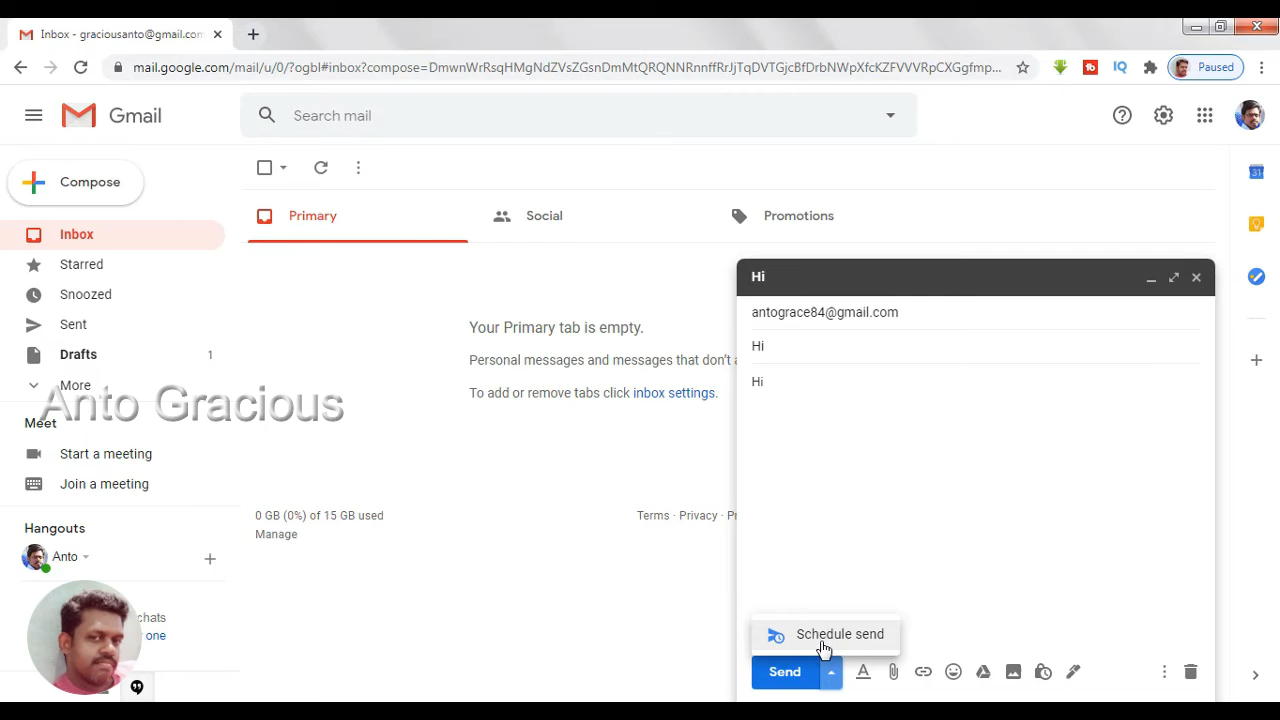 Inbox - graciousanto@gmail.com
mail.google.com/mail/u/0/?ogbl#inbox?compose=DmwnWrRsqHMgNdZVsZGsnDmMtQRQNNRnnffRrJjTqDVTGjcBfDrbNWpXfcKZFVVVRpCXGgfmp...
Paused
Gmail
Search mail
Compose
Primary
Social
Promotions
Inbox
Starred
Snoozed
Sent
Drafts 1
More
Anto Gracious
Meet
Start a meeting
Join a meeting
Hangouts
Anto
chats
one
Your Primary tab is empty.
Personal messages and messages that don't a
To add or remove tabs click inbox settings.
0 GB (0%) of 15 GB used
Manage
Terms · Privacy · Pr
Hi
antograce84@gmail.com
Hi
Hi
Schedule send
Send
31